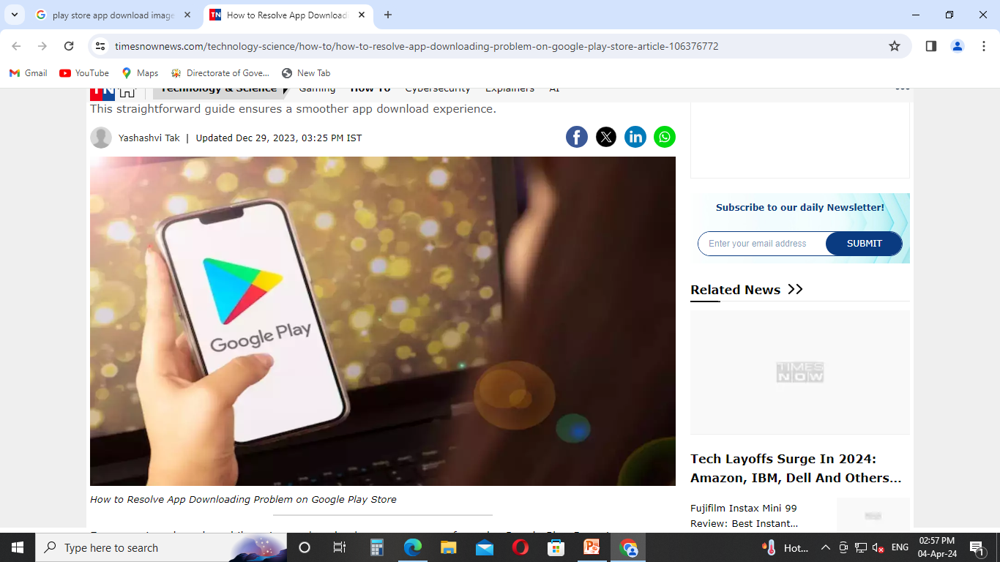 play store app download image
How to Resolve App Downloadi
timesnownews.com/technology-science/how-to/how-to-resolve-app-downloading-problem-on-google-play-store-article-106376772
Gmail
YouTube
Maps
Directorate of Gove...
New Tab
TN
Technology & Science
Gaming
How To
Cybersecurity
Explainers
AI
This straightforward guide ensures a smoother app download experience.
Yashashvi Tak | Updated Dec 29, 2023, 03:25 PM IST
Google Play
How to Resolve App Downloading Problem on Google Play Store
Subscribe to our daily Newsletter!
Enter your email address
SUBMIT
Related News
TIMES
NOW
Tech Layoffs Surge In 2024:
Amazon, IBM, Dell And Others...
Fujifilm Instax Mini 99
Review: Best Instant...
Type here to search
Hot...
ENG
02:57 PM
04-Apr-24
1